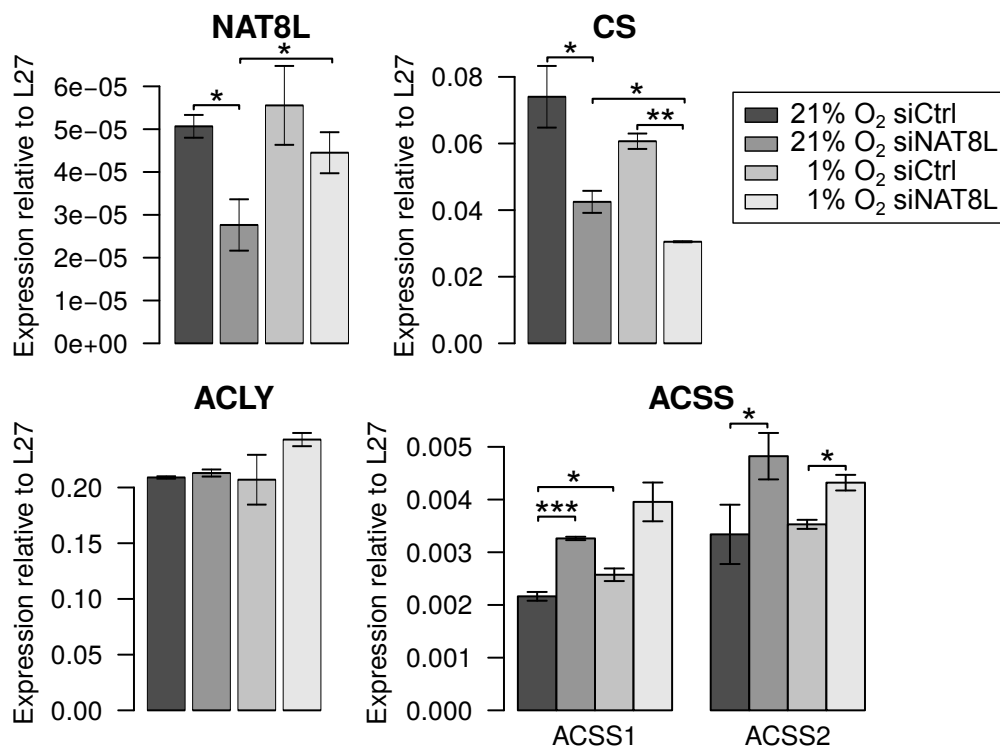 NAT8L
Expression relative to L27
6e−05
5e−05
4e−05
3e−05
2e−05
1e−05
0e+00
*
*
CS
Expression relative to L27
0.08
0.06
0.04
0.02
0.00
*
*
**
21% O₂ siCtrl
21% O₂ siNAT8L
1% O₂ siCtrl
1% O₂ siNAT8L
ACLY
Expression relative to L27
0.20
0.15
0.10
0.05
0.00
ACSS
Expression relative to L27
0.005
0.004
0.003
0.002
0.001
0.000
*
***
*
*
ACSS1
ACSS2